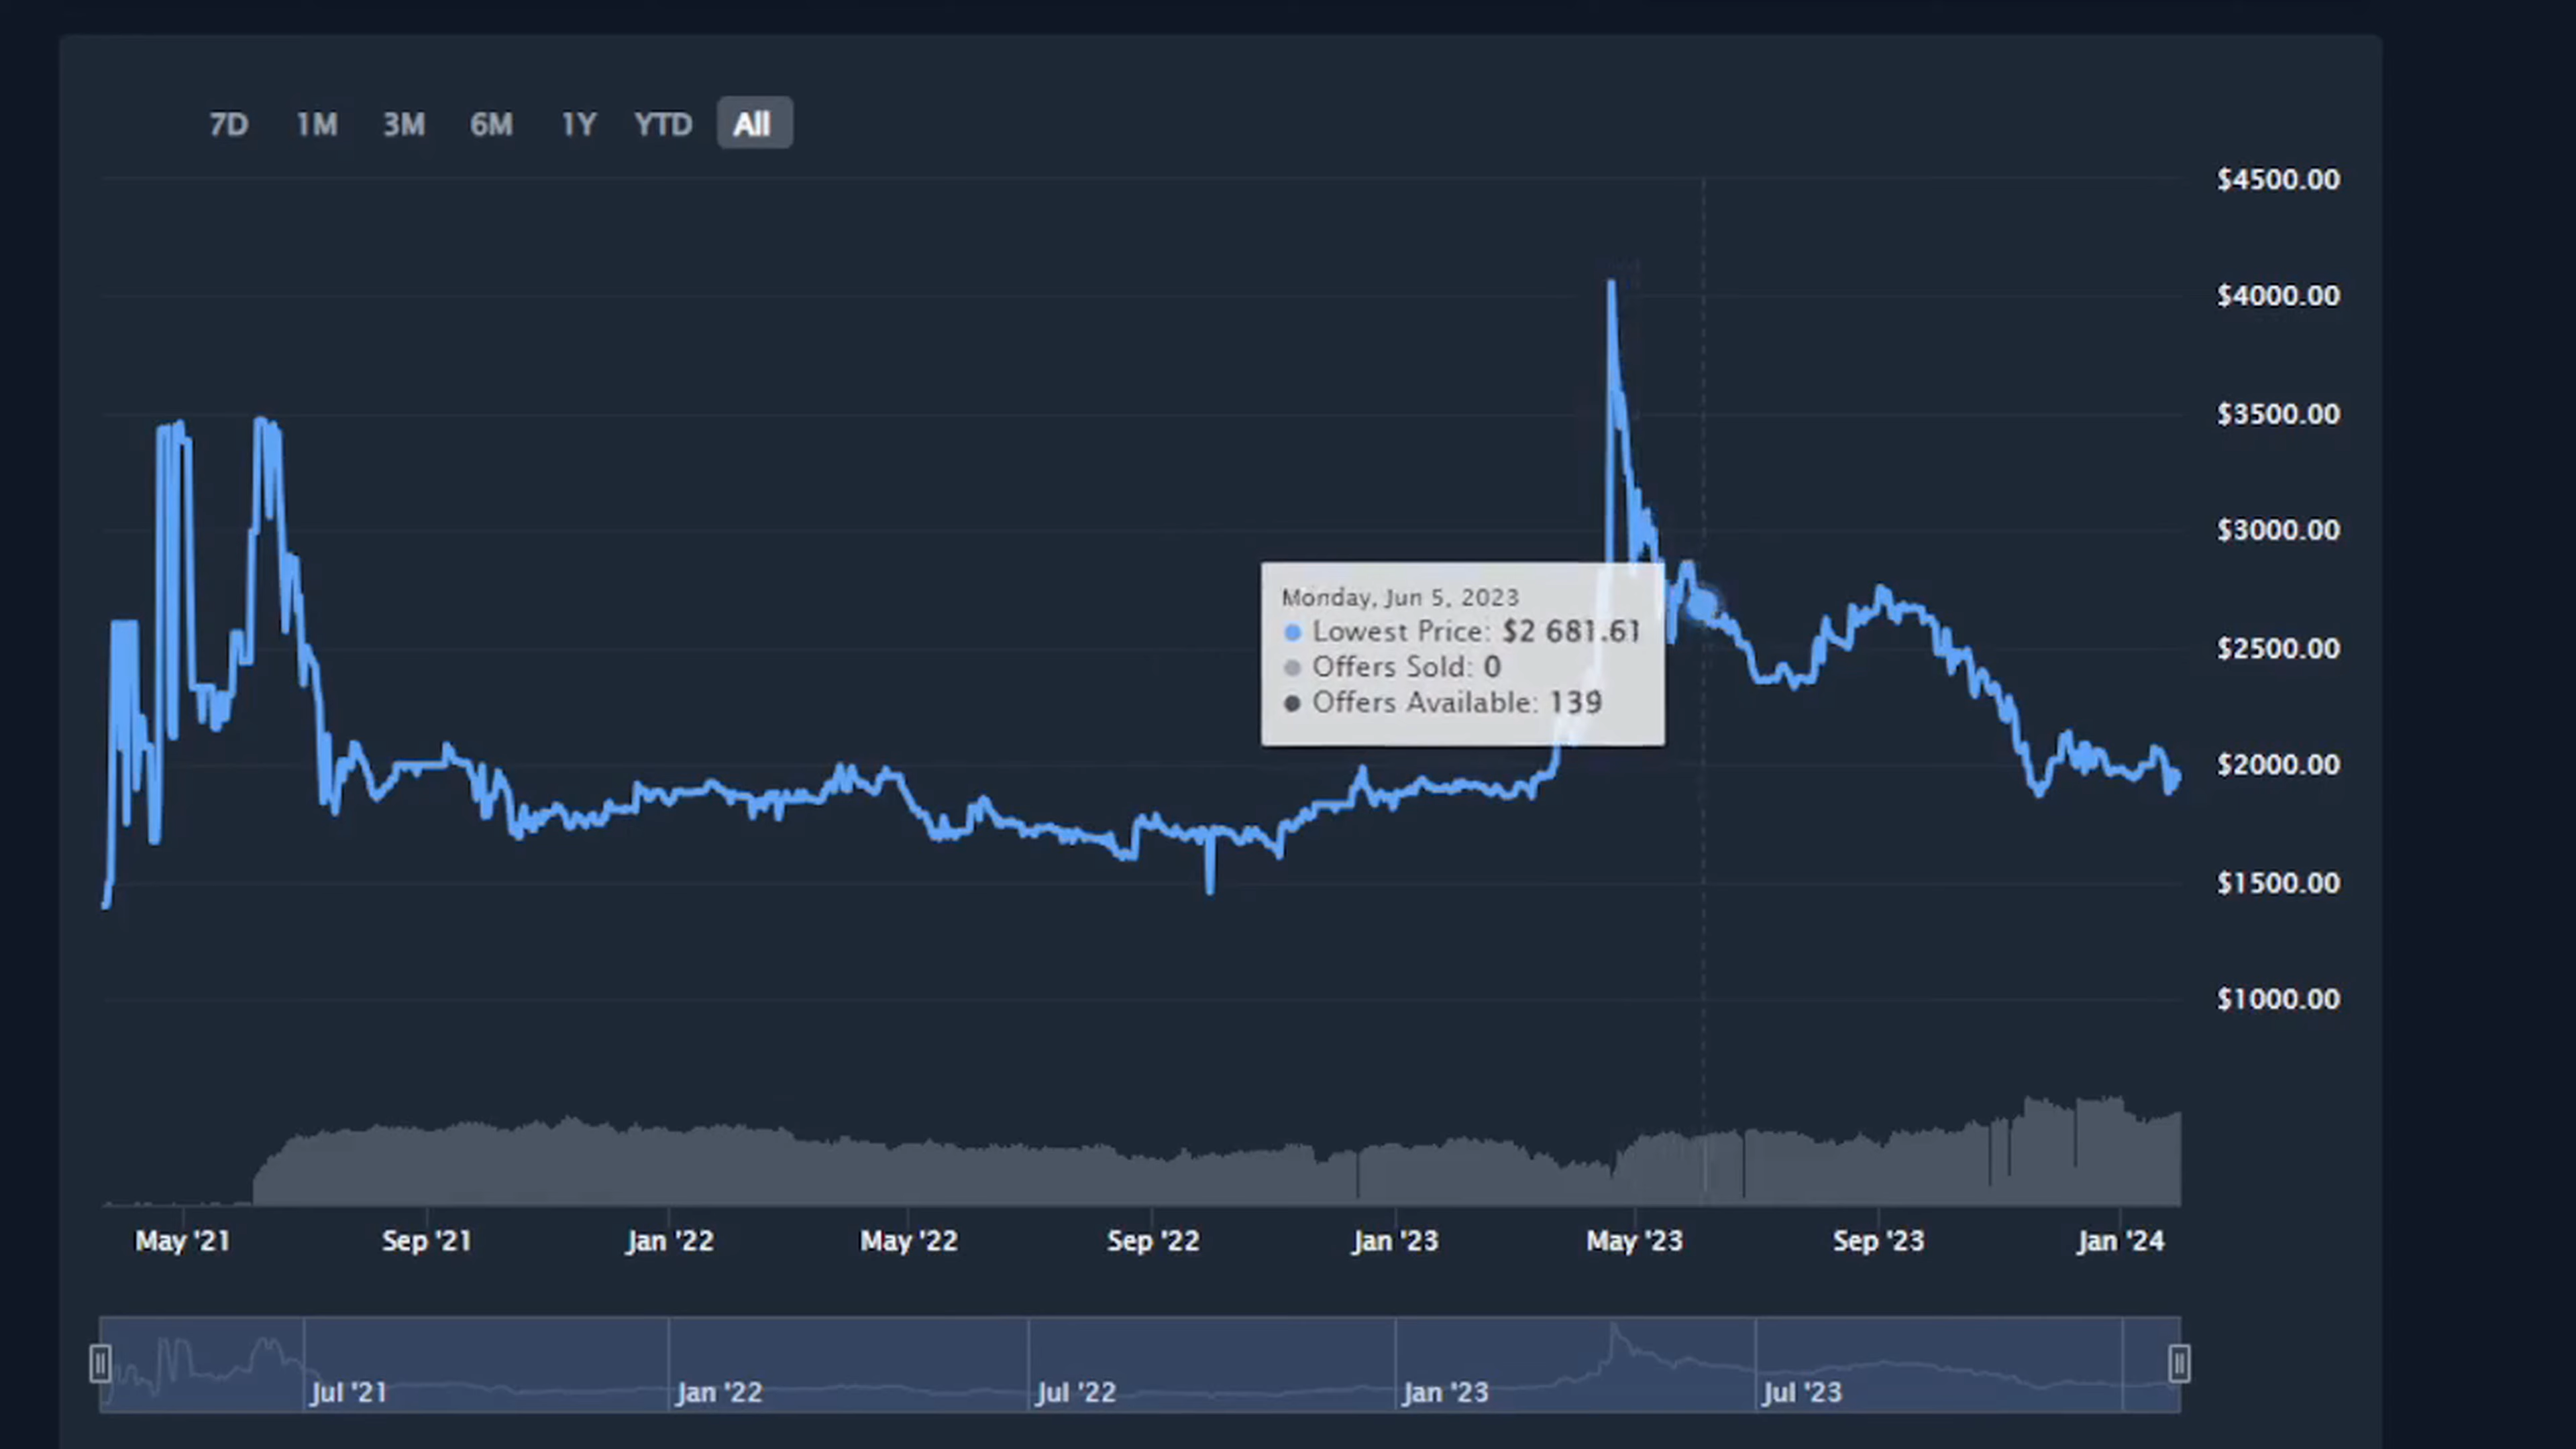 7D 1M 3M 6M 1Y YTD All
$4500.00
$4000.00
$3500.00
$3000.00
$2500.00
$2000.00
$1500.00
$1000.00
Monday, Jun 5, 2023
Lowest Price: $2 681.61
Offers Sold: 0
Offers Available: 139
May '21 Sep '21 Jan '22 May '22 Sep '22 Jan '23 May '23 Sep '23 Jan '24
Jul '21 Jan '22 Jul '22 Jan '23 Jul '23